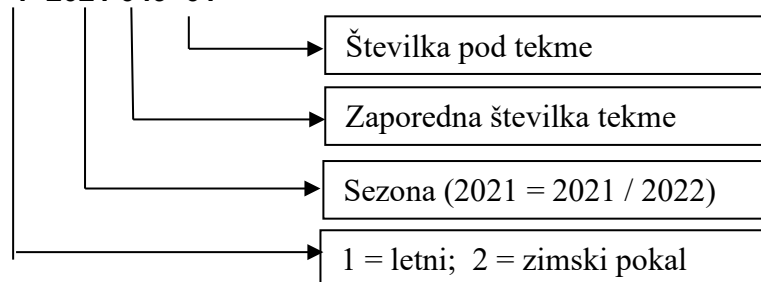 Številka pod tekme
Zaporedna številka tekme
Sezona (2021 = 2021 / 2022)
1 = letni; 2 = zimski pokal